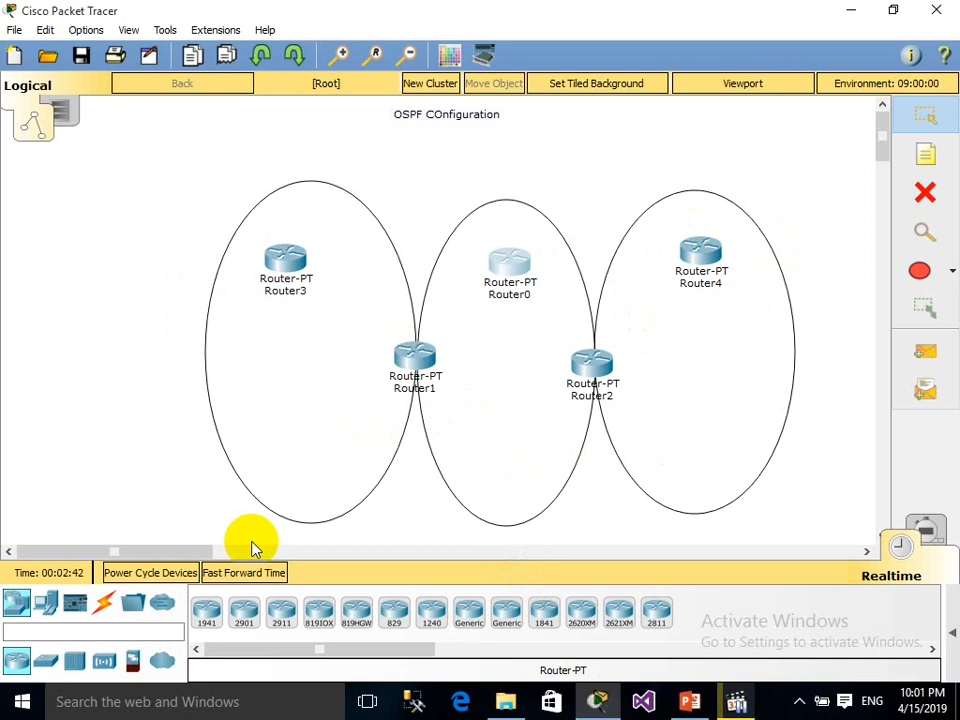 Cisco Packet Tracer
File Edit Options View Tools Extensions Help
Logical Back [Root] New Cluster Move Object Set Tiled Background Viewport Environment: 09:00:00
OSPF COnfiguration
Router-PT
Router3
Router-PT
Router0
Router-PT
Router4
Router-PT
Router1
Router-PT
Router2
Time: 00:02:42 Power Cycle Devices Fast Forward Time Realtime
1941 2901 2911 819IOX 819HGW 829 1240 Generic Generic 1841 2620XM 2621XM 2811
Activate Windows
Go to Settings to activate Windows.
Router-PT
Search the web and Windows
ENG
10:01 PM
4/15/2019